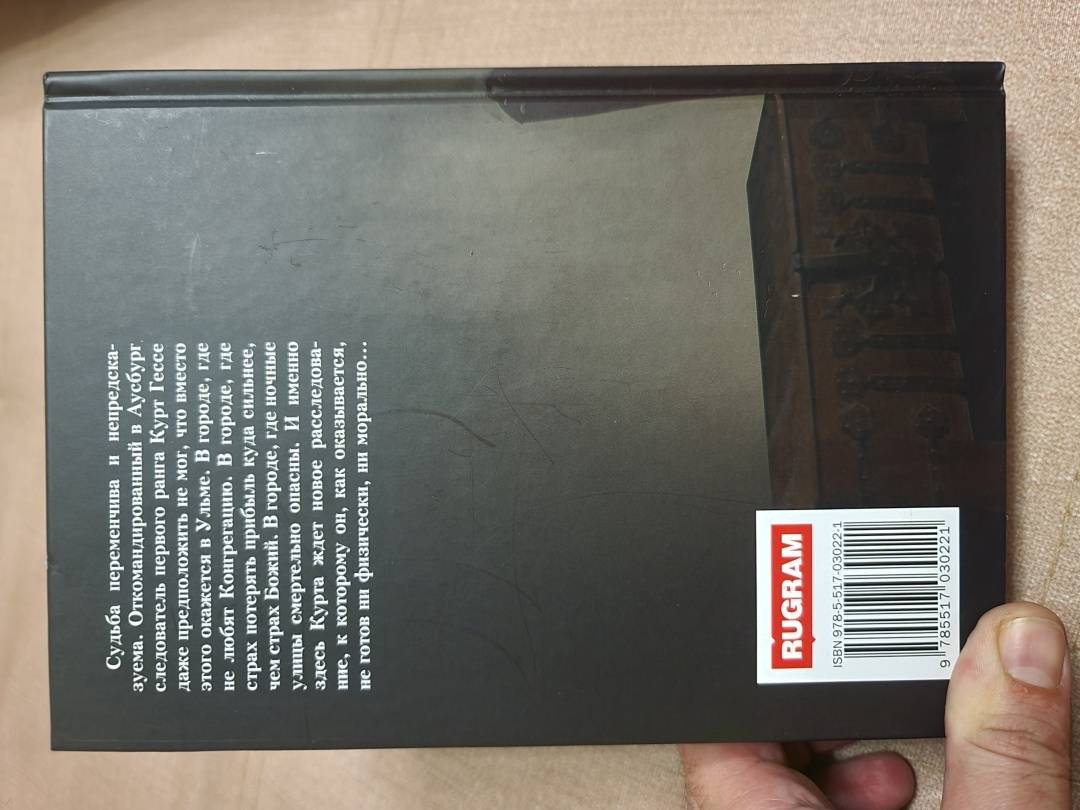 Судьба переменчива и непредска-
зуема. Откомандированный в Аусбург
следователь первого ранга Курт Гессе
даже предположить не мог, что вместо
этого окажется в Ульме. В городе, где
не любят Конгрегацию. В городе, где
страх потерять прибыль куда сильнее,
чем страх Божий. В городе, где ночные
улицы смертельно опасны. И именно
здесь Курта ждет новое расследова-
ние, к которому он, как оказывается,
не готов ни физически, ни морально...
RUGRAM
ISBN 978-5-517-03022-1
9 785517 030221